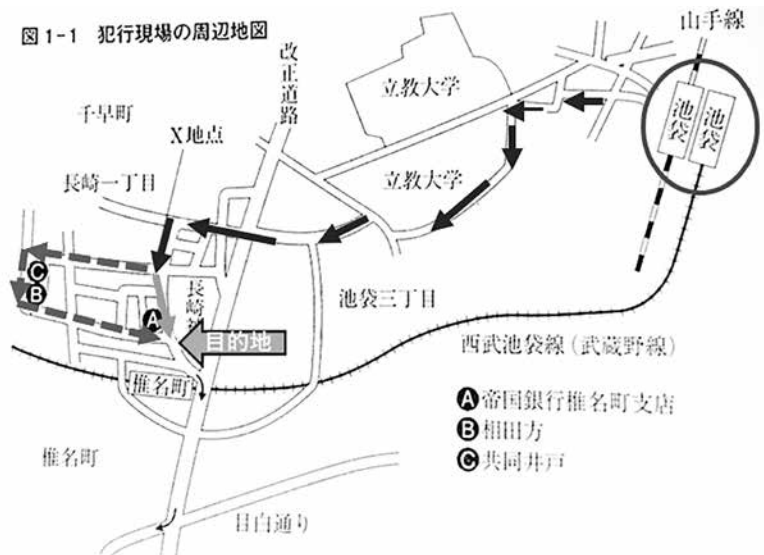 図1-1 犯行現場の周辺地図
山手線
改正道路
立教大学
池袋
池袋
千早町
X地点
長崎一丁目
立教大学
C
B
A
池袋三丁目
目的地
西武池袋線(武蔵野線)
椎名町
A帝国銀行椎名町支店
B相田方
C共同井戸
椎名町
目白通り